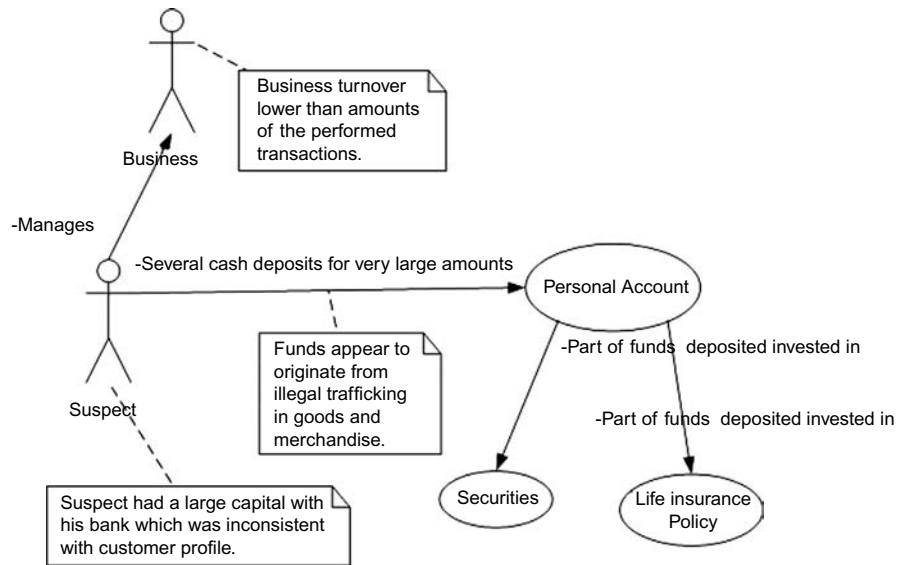 Business turnover
lower than amounts
of the performed
transactions.
Business
-Manages
-Several cash deposits for very large amounts
Personal Account
Funds appear to
originate from
illegal trafficking
in goods and
merchandise.
-Part of funds deposited invested in
Suspect
-Part of funds deposited invested in
Securities
Life insurance
Policy
Suspect had a large capital with
his bank which was inconsistent
with customer profile.